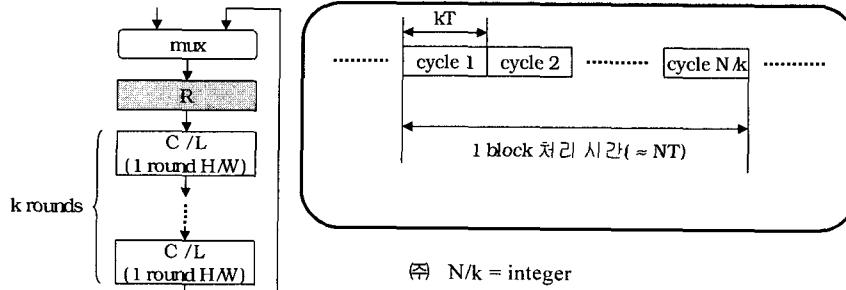 mux
R
C/L
(1 round H/W)
k rounds
C/L
(1 round H/W)
kT
cycle 1
cycle 2
cycle N/k
1 block 처리 시간(≈ NT)
㈜ N/k = integer